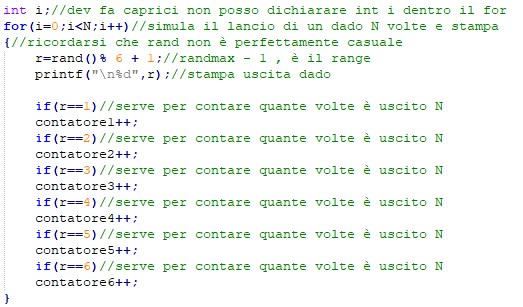 int i;//dev fa caprici non posso dichiarare int i dentro il for
for(i=0;i<N;i++)//simula il lancio di un dado N volte e stampa
{//ricordarsi che rand non è perfettamente casuale
    r=rand()% 6 + 1;//randmax - 1 , è il range
    printf("\n%d",r);//stampa uscita dado

    if(r==1)//serve per contare quante volte è uscito N
    contatore1++;
    if(r==2)//serve per contare quante volte è uscito N
    contatore2++;
    if(r==3)//serve per contare quante volte è uscito N
    contatore3++;
    if(r==4)//serve per contare quante volte è uscito N
    contatore4++;
    if(r==5)//serve per contare quante volte è uscito N
    contatore5++;
    if(r==6)//serve per contare quante volte è uscito N
    contatore6++;
}